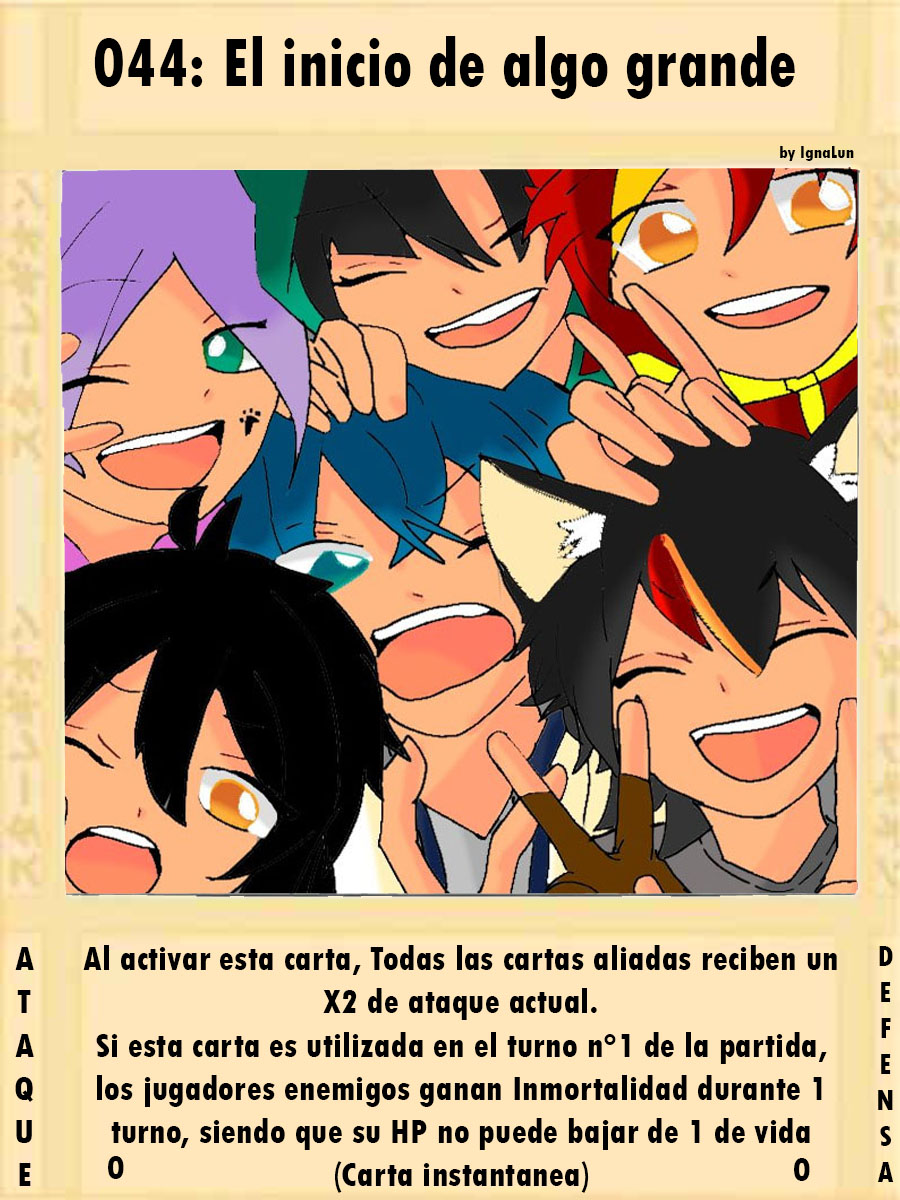 044: El inicio de algo grande
by IgnaLun
Al activar esta carta, Todas las cartas aliadas reciben un
X2 de ataque actual.
Si esta carta es utilizada en el turno n°1 de la partida,
los jugadores enemigos ganan Inmortalidad durante 1
turno, siendo que su HP no puede bajar de 1 de vida
(Carta instantanea)
ATAQUE
0
DEFENSA
0